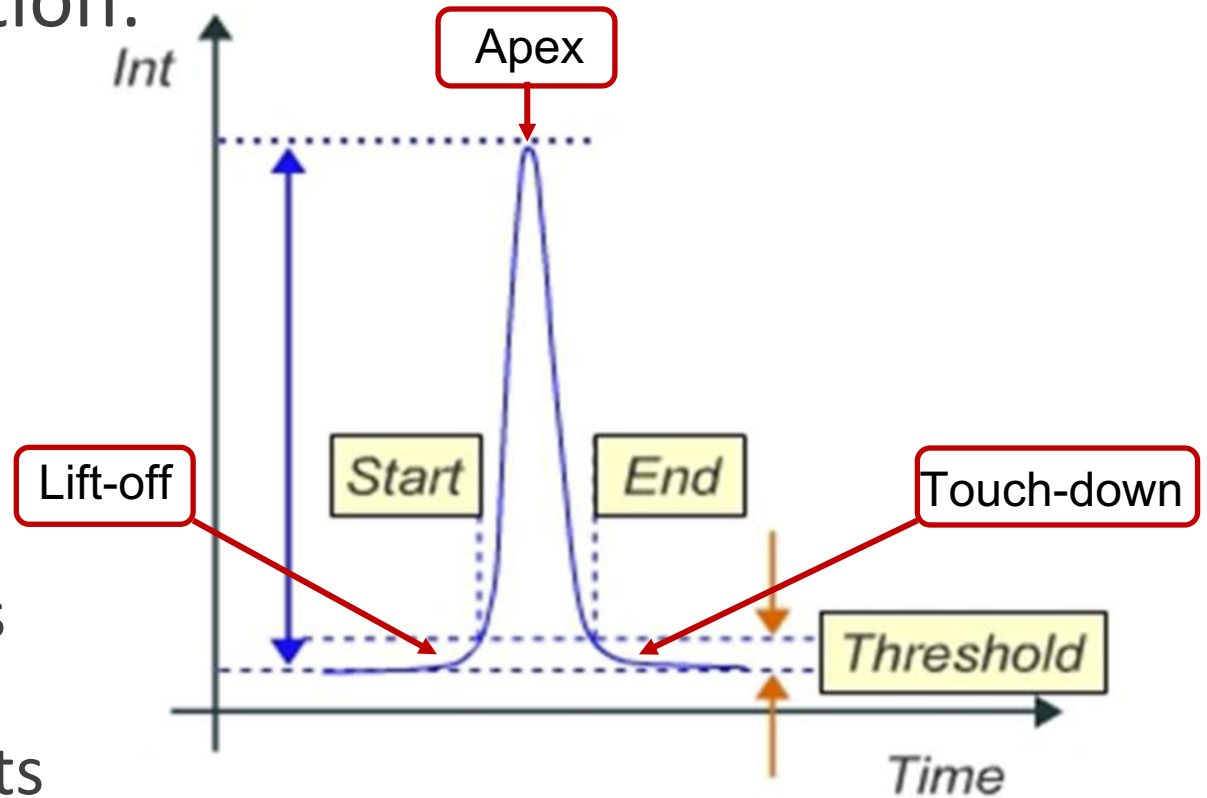 Int
Apex
Start
End
Lift-off
Touch-down
Threshold
Time